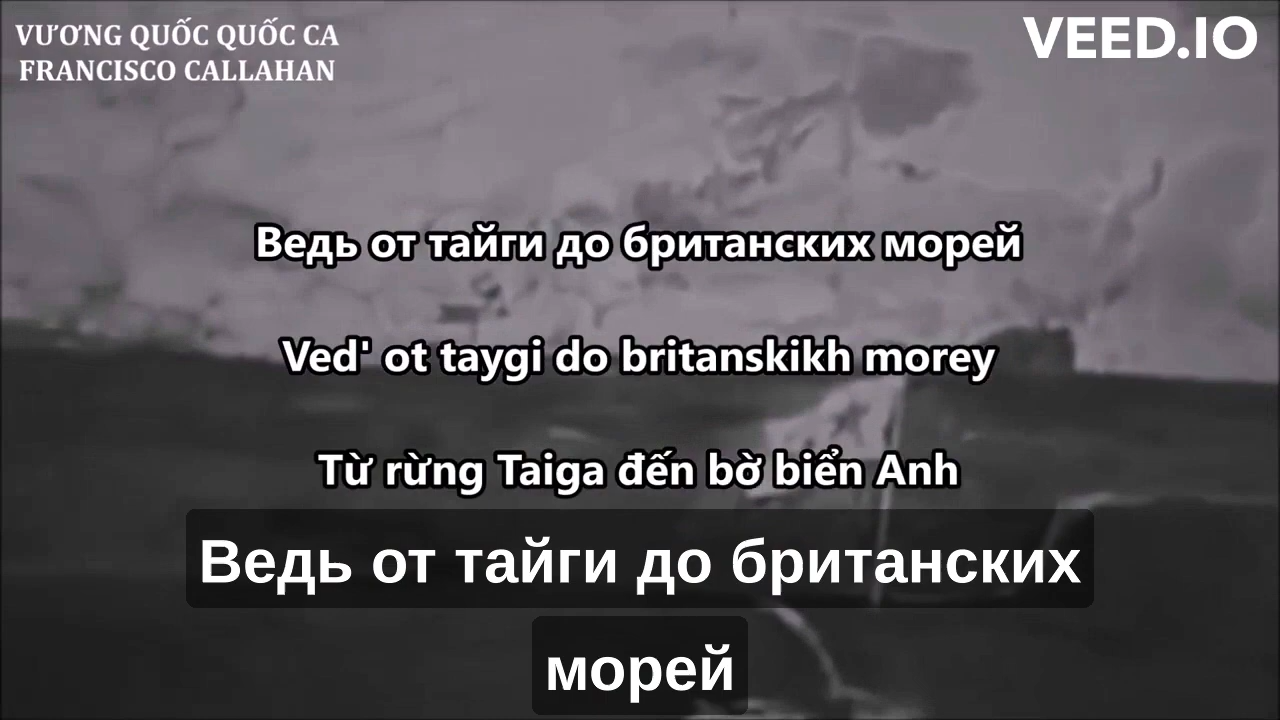 VƯƠNG QUỐC QUỐC CA
FRANCISCO CALLAHAN
VEED.IO
Ведь от тайги до британских морей
Ved' ot taygi do britanskikh morey
Từ rừng Taiga đến bờ biển Anh
Ведь от тайги до британских
морей